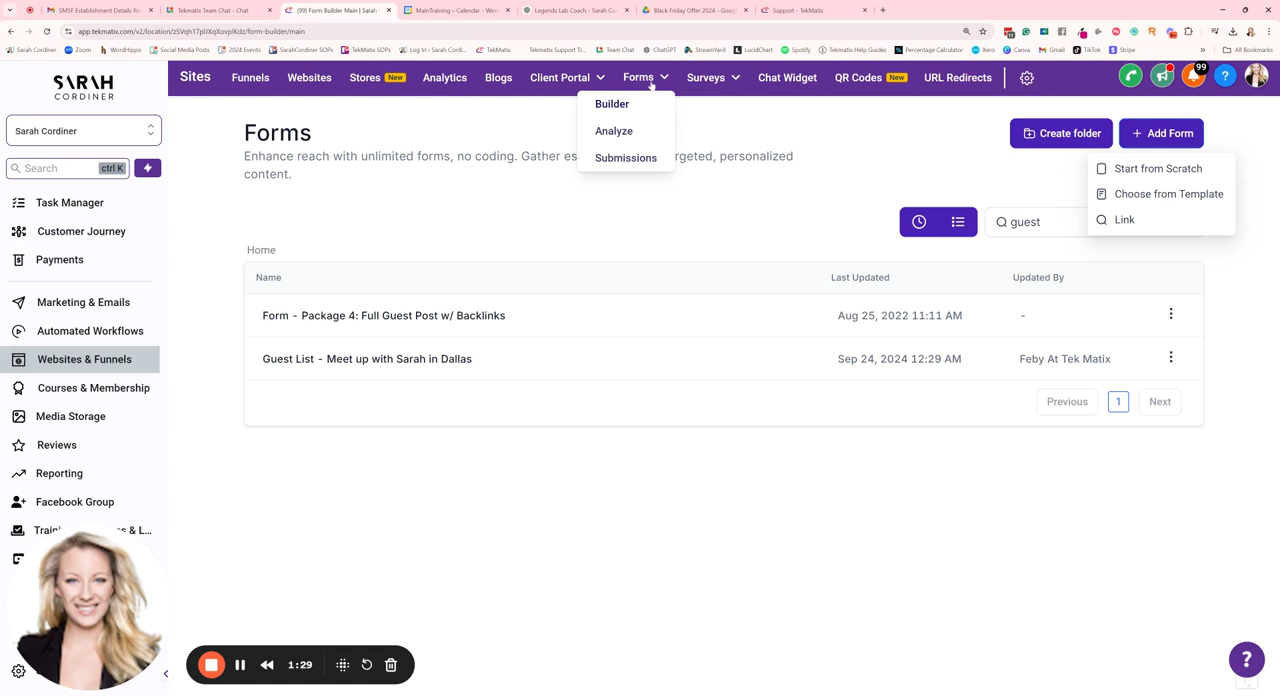 SMSF Establishment Details Re
Tekmatix Team Chat - Chat
(99) Form Builder Main | Sarah
MainTraining – Calendar - Wee
Legends Lab Coach - Sarah Co
Black Friday Offer 2024 - Goog
Support - TekMatix
app.tekmatix.com/v2/location/zSVqh17pUXqXovpIKdz/form-builder/main
Sarah Cordiner
Zoom
WordHippo
Social Media Posts
2024 Events
SarahCordiner SOPs
TekMatix SOPs
Log In ‹ Sarah Cordi...
TekMatix
Tekmatix Support Ti...
Team Chat
ChatGPT
StreamYard
LucidChart
Spotify
Tekmatix Help Guides
Percentage Calculator
Xero
Canva
Gmail
TikTok
Stripe
»
All Bookmarks
SARAH
CORDINER
Sites
Funnels
Websites
Stores New
Analytics
Blogs
Client Portal
Forms
Surveys
Chat Widget
QR Codes New
URL Redirects
99
?
Builder
Analyze
Submissions
Sarah Cordiner
Search
ctrl K
Task Manager
Customer Journey
Payments
Marketing & Emails
Automated Workflows
Websites & Funnels
Courses & Membership
Media Storage
Reviews
Reporting
Facebook Group
s & L...
Forms
Enhance reach with unlimited forms, no coding. Gather es rgeted, personalized
content.
Create folder
+ Add Form
Start from Scratch
Choose from Template
Link
guest
Home
Name
Last Updated
Updated By
Form - Package 4: Full Guest Post w/ Backlinks
Aug 25, 2022 11:11 AM
-
Guest List - Meet up with Sarah in Dallas
Sep 24, 2024 12:29 AM
Feby At Tek Matix
Previous
1
Next
1:29
?